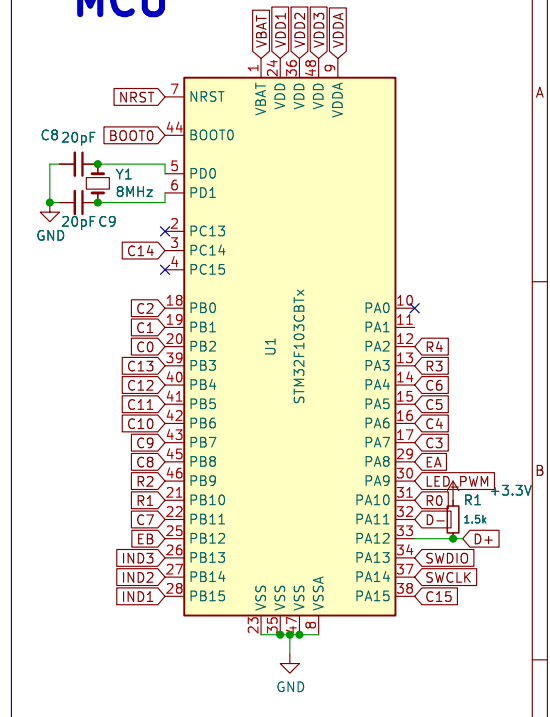 MCU
VBAT VDD1 VDD2 VDD3 VDDA
1 24 36 48 9
VBAT VDD VDD VDD VDDA
A
NRST 7 NRST
BOOT0 44 BOOT0
C8 20pF
Y1
8MHz
20pF C9
GND
5 PD0
6 PD1
2 PC13
C14 3 PC14
4 PC15
U1
STM32F103CBTx
C2 18 PB0 PA0 10
C1 19 PB1 PA1 11
C0 20 PB2 PA2 12 R4
C13 39 PB3 PA3 13 R3
C12 40 PB4 PA4 14 C6
C11 41 PB5 PA5 15 C5
C10 42 PB6 PA6 16 C4
C9 43 PB7 PA7 17 C3
C8 45 PB8 PA8 29 EA
R2 46 PB9 PA9 30 LED_PWM
B
+3.3V
R1 21 PB10 PA10 31 R0
R1
C7 22 PB11 PA11 32 D-
1.5k
EB 25 PB12 PA12 33 D+
IND3 26 PB13 PA13 34 SWDIO
IND2 27 PB14 PA14 37 SWCLK
IND1 28 PB15 PA15 38 C15
VSS VSS VSS VSSA
23 35 47 8
GND